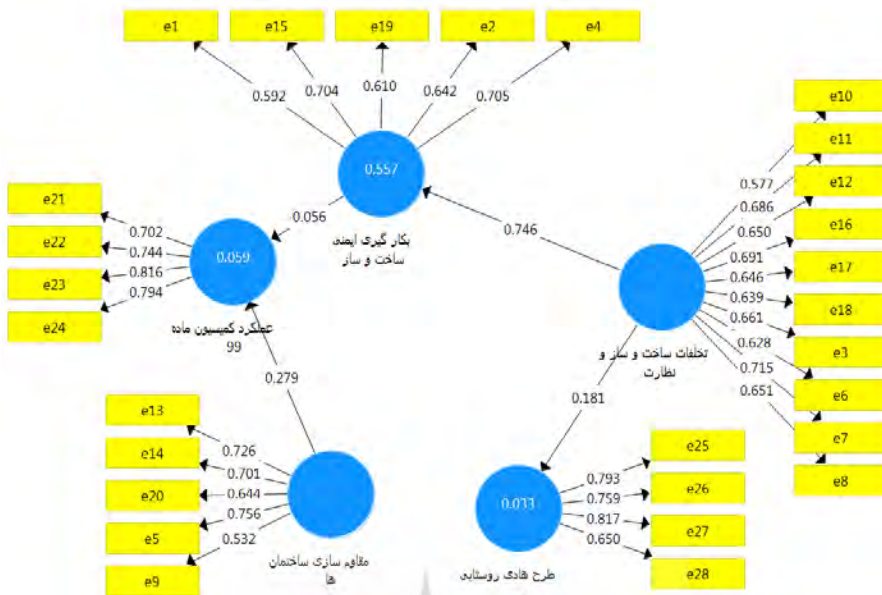 e1
e15
e19
e2
e4
0.592
0.704
0.610
0.642
0.705
0.557
بکار گیری ایمنی
ساخت و ساز
0.056
0.746
e21
e22
e23
e24
0.702
0.744
0.816
0.794
0.059
عملکرد کمیسیون ماده
99
0.279
e10
e11
e12
e16
e17
e18
e3
e6
e7
e8
0.577
0.686
0.650
0.691
0.646
0.639
0.661
0.628
0.715
0.651
تخلفات ساخت و ساز و
نظارت
0.181
e13
e14
e20
e5
e9
0.726
0.701
0.644
0.756
0.532
مقاوم سازی ساختمان
ها
e25
e26
e27
e28
0.793
0.759
0.817
0.650
0.033
طرح هادی روستایی